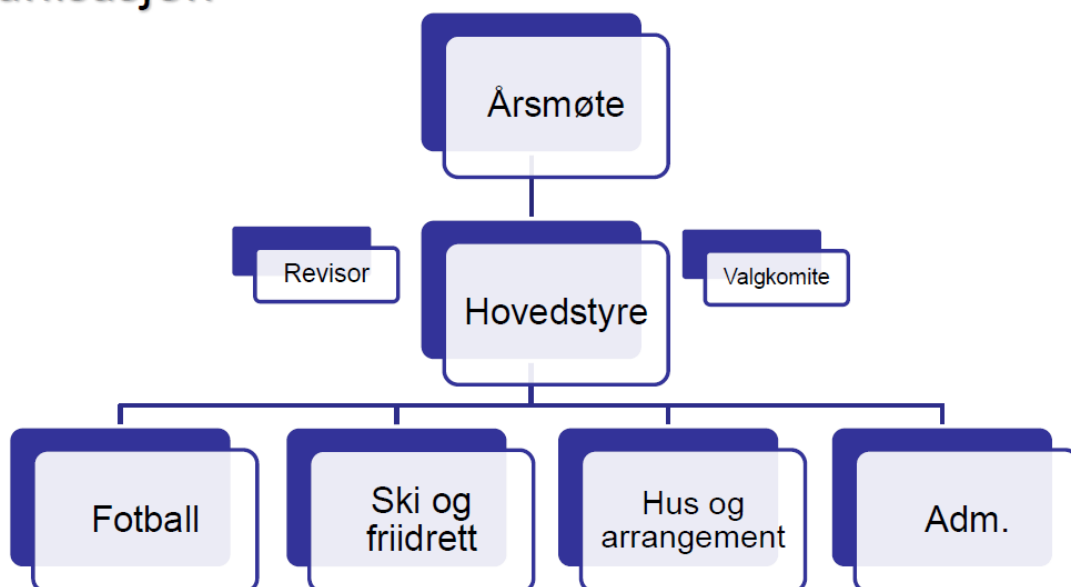 Årsmøte
Revisor
Hovedstyre
Valgkomite
Fotball
Ski og
friidrett
Hus og
arrangement
Adm.